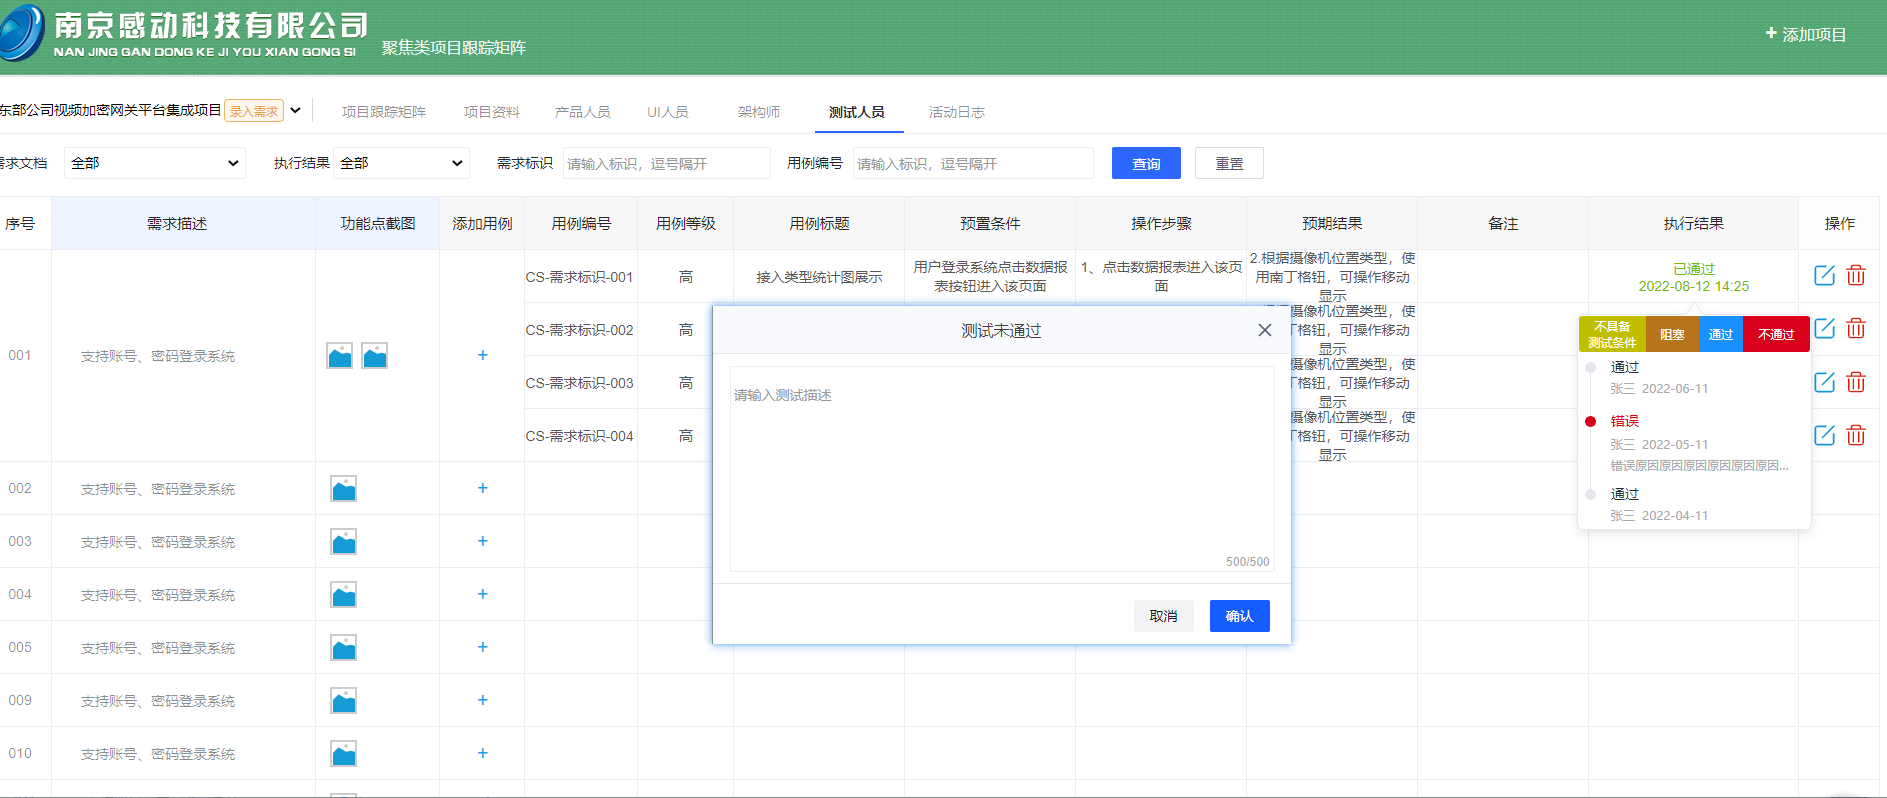 南京感动科技有限公司
NAN JING GAN DONG KE JI YOU XIAN GONG SI
聚焦类项目跟踪矩阵
+ 添加项目
东部公司视频加密网关平台集成项目 录入需求 项目跟踪矩阵 项目资料 产品人员 UI人员 架构师 测试人员 活动日志
需求文档 全部 执行结果 全部 需求标识 请输入标识，逗号隔开 用例编号 请输入标识，逗号隔开 查询 重置
序号 需求描述 功能点截图 添加用例 用例编号 用例等级 用例标题 预置条件 操作步骤 预期结果 备注 执行结果 操作
001 支持账号、密码登录系统 +
CS-需求标识-001 高 接入类型统计图展示
用户登录系统点击数据报
表按钮进入该页面
1、点击数据报表进入该页
面
2.根据摄像机位置类型，使
用南丁格钮，可操作移动
显示
已通过
2022-08-12 14:25
CS-需求标识-002 高
摄像机位置类型，使
丁格钮，可操作移动
显示
CS-需求标识-003 高
摄像机位置类型，使
丁格钮，可操作移动
显示
CS-需求标识-004 高
摄像机位置类型，使
丁格钮，可操作移动
显示
测试未通过
请输入测试描述
500/500
取消 确认
不具备
测试条件
阻塞 通过 不通过
通过
张三 2022-06-11
错误
张三 2022-05-11
错误原因原因原因原因原因原因...
通过
张三 2022-04-11
002 支持账号、密码登录系统 +
003 支持账号、密码登录系统 +
004 支持账号、密码登录系统 +
005 支持账号、密码登录系统 +
009 支持账号、密码登录系统 +
010 支持账号、密码登录系统 +